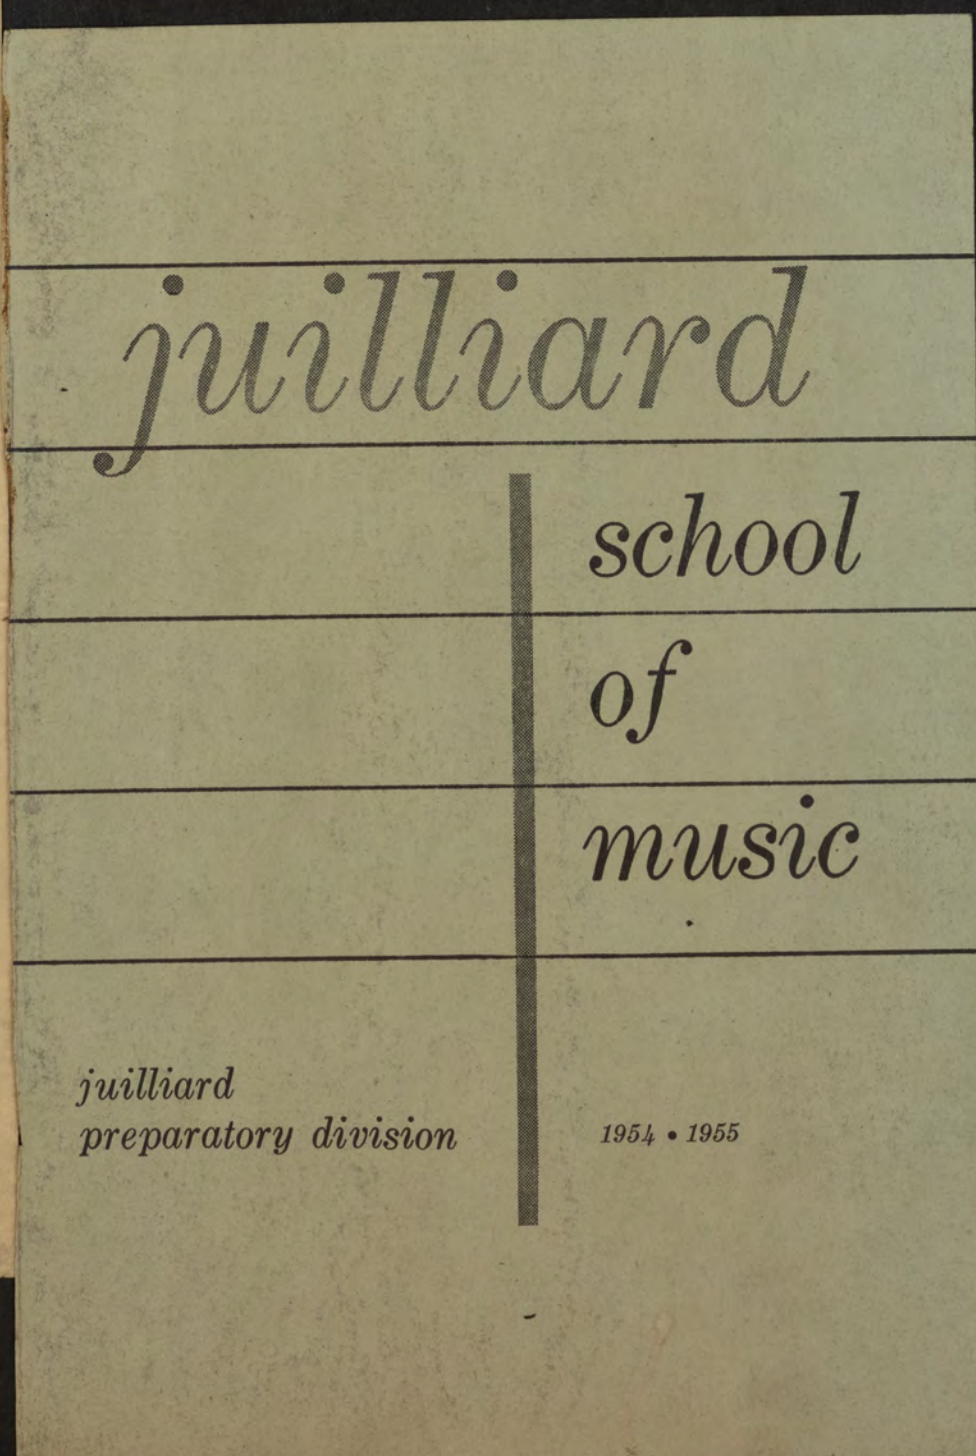 juilliard
school
of
music
juilliard
preparatory division
1954 • 1955